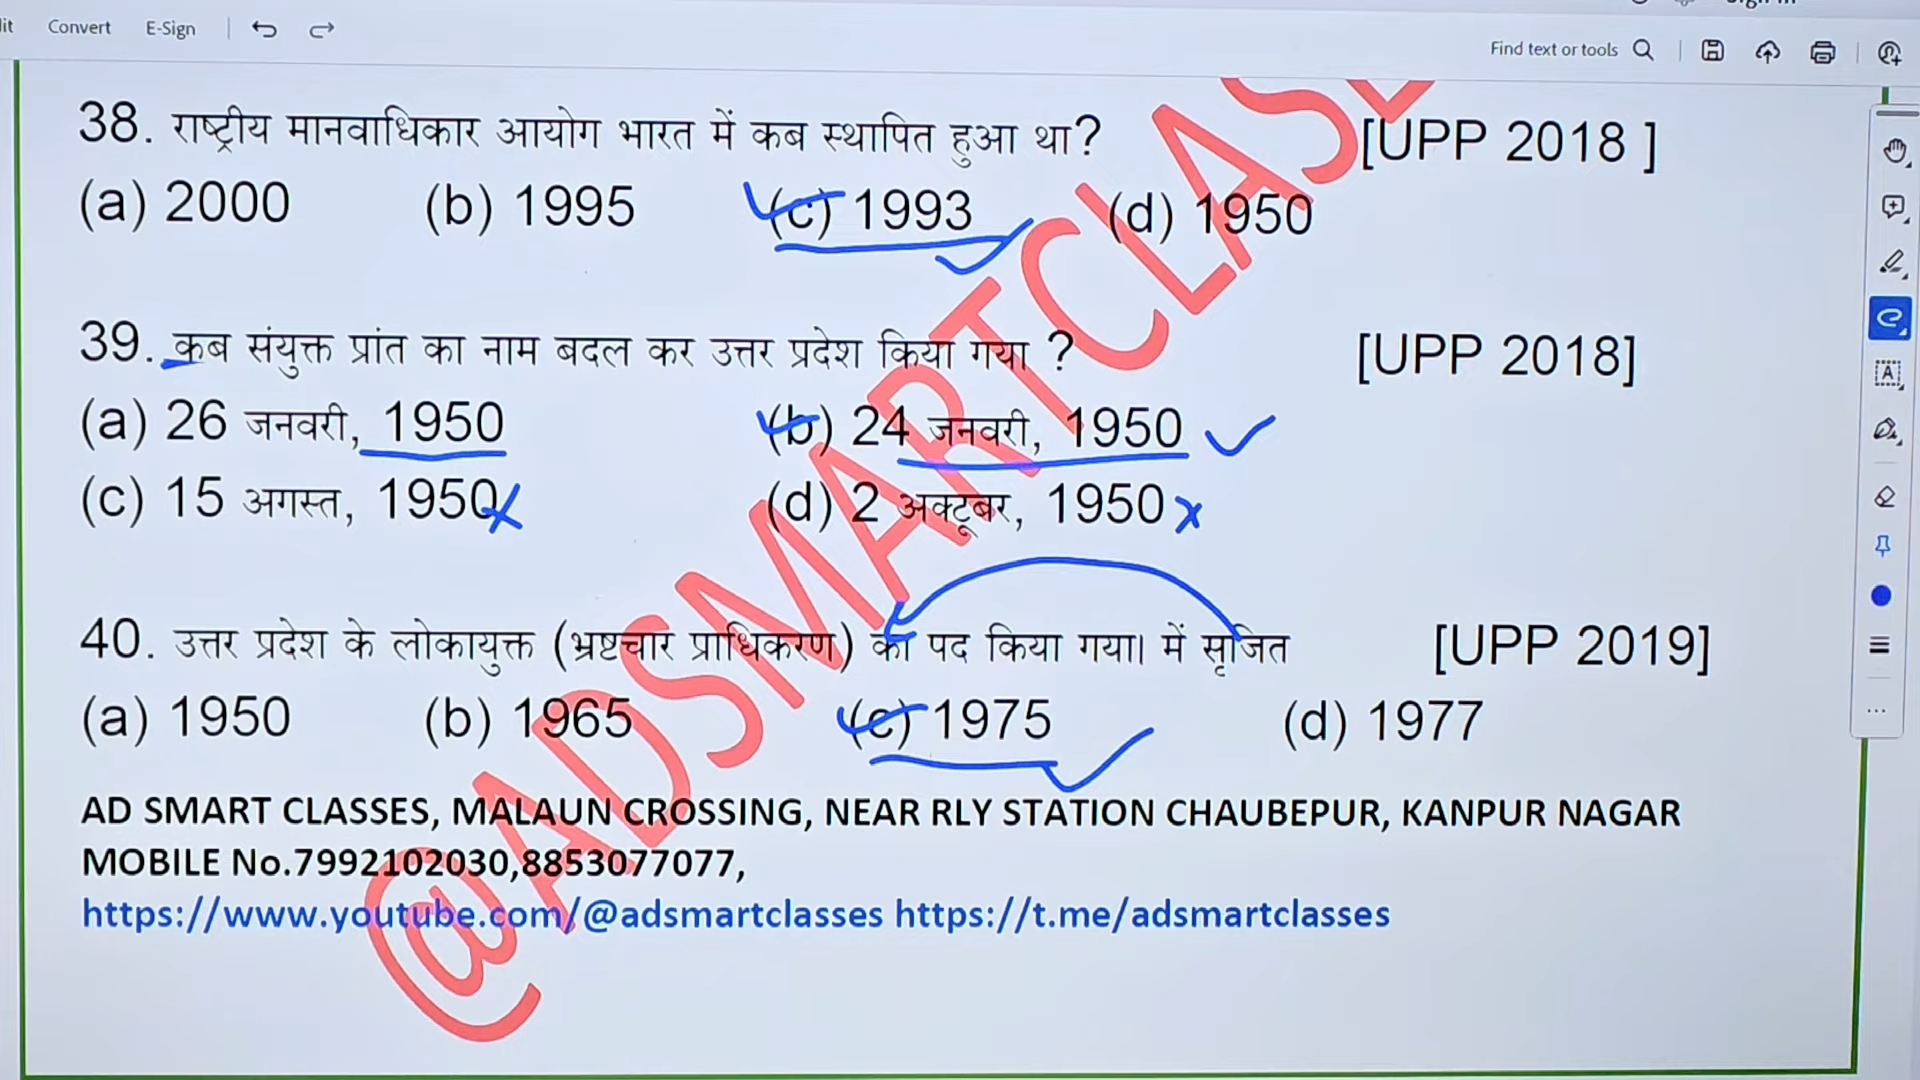 Convert E-Sign
Find text or tools
38. राष्ट्रीय मानवाधिकार आयोग भारत में कब स्थापित हुआ था? [UPP 2018 ]
(a) 2000 (b) 1995 (c) 1993 (d) 1950
39. कब संयुक्त प्रांत का नाम बदल कर उत्तर प्रदेश किया गया ? [UPP 2018]
(a) 26 जनवरी, 1950 (b) 24 जनवरी, 1950
(c) 15 अगस्त, 1950 (d) 2 अक्टूबर, 1950
40. उत्तर प्रदेश के लोकायुक्त (भ्रष्टचार प्राधिकरण) का पद किया गया। में सृजित [UPP 2019]
(a) 1950 (b) 1965 (c) 1975 (d) 1977
AD SMART CLASSES, MALAUN CROSSING, NEAR RLY STATION CHAUBEPUR, KANPUR NAGAR
MOBILE No.7992102030,8853077077,
https://www.youtube.com/@adsmartclasses https://t.me/adsmartclasses
@ADSMARTCLASE